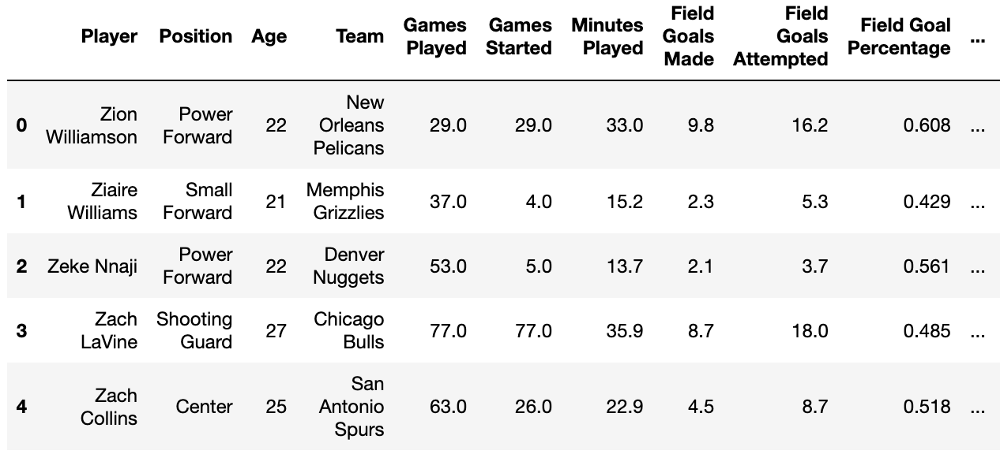 Player Position Age Team Games Played Games Started Minutes Played Field Goals Made Field Goals Attempted Field Goal Percentage ...
0 Zion Williamson Power Forward 22 New Orleans Pelicans 29.0 29.0 33.0 9.8 16.2 0.608 ...
1 Ziaire Williams Small Forward 21 Memphis Grizzlies 37.0 4.0 15.2 2.3 5.3 0.429 ...
2 Zeke Nnaji Power Forward 22 Denver Nuggets 53.0 5.0 13.7 2.1 3.7 0.561 ...
3 Zach LaVine Shooting Guard 27 Chicago Bulls 77.0 77.0 35.9 8.7 18.0 0.485 ...
4 Zach Collins Center 25 San Antonio Spurs 63.0 26.0 22.9 4.5 8.7 0.518 ...